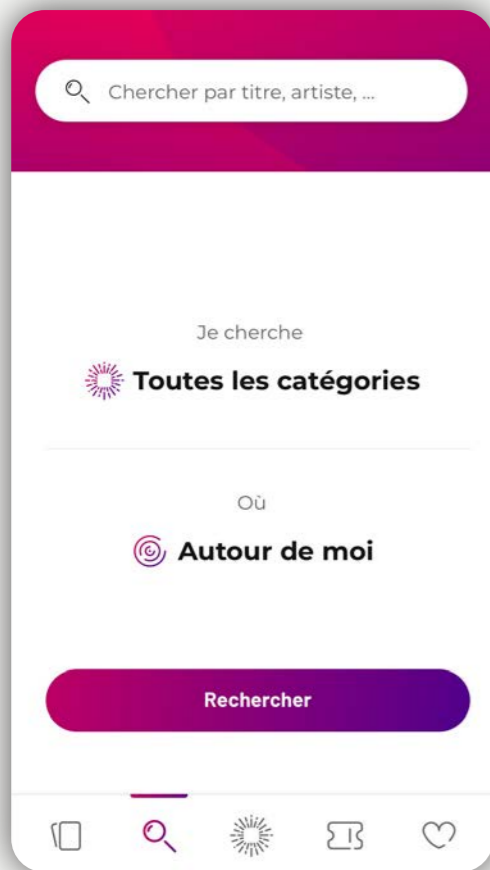 Chercher par titre, artiste, ...
Je cherche
Toutes les catégories
Où
Autour de moi
Rechercher